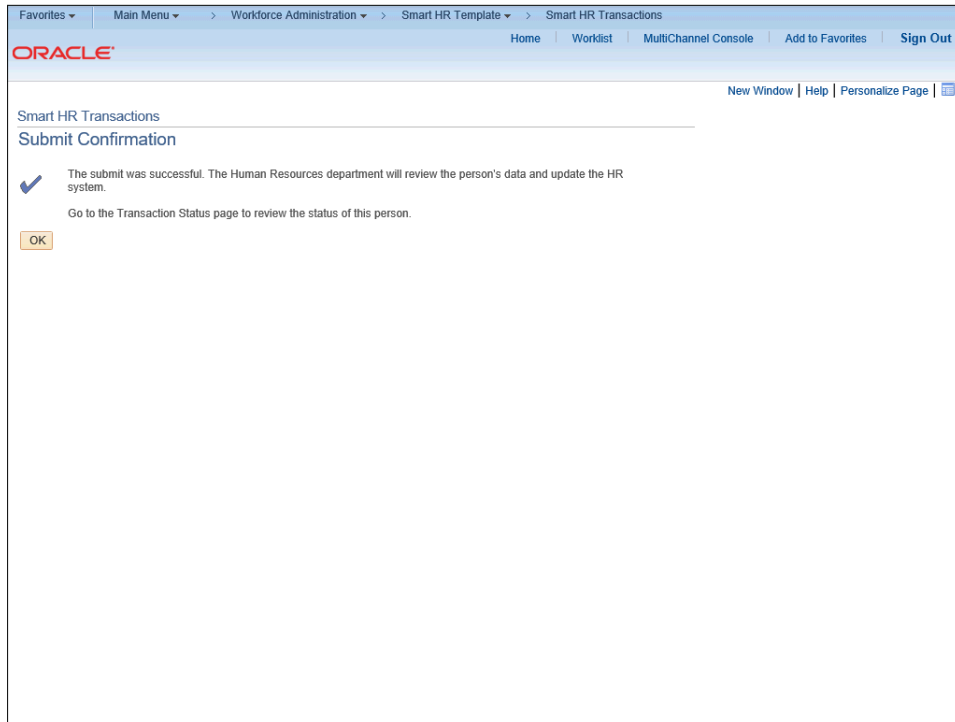 Favorites Main Menu > Workforce Administration > Smart HR Template > Smart HR Transactions
Home Worklist MultiChannel Console Add to Favorites Sign Out
ORACLE
New Window | Help | Personalize Page |
Smart HR Transactions
Submit Confirmation
The submit was successful. The Human Resources department will review the person's data and update the HR
system.
Go to the Transaction Status page to review the status of this person.
OK